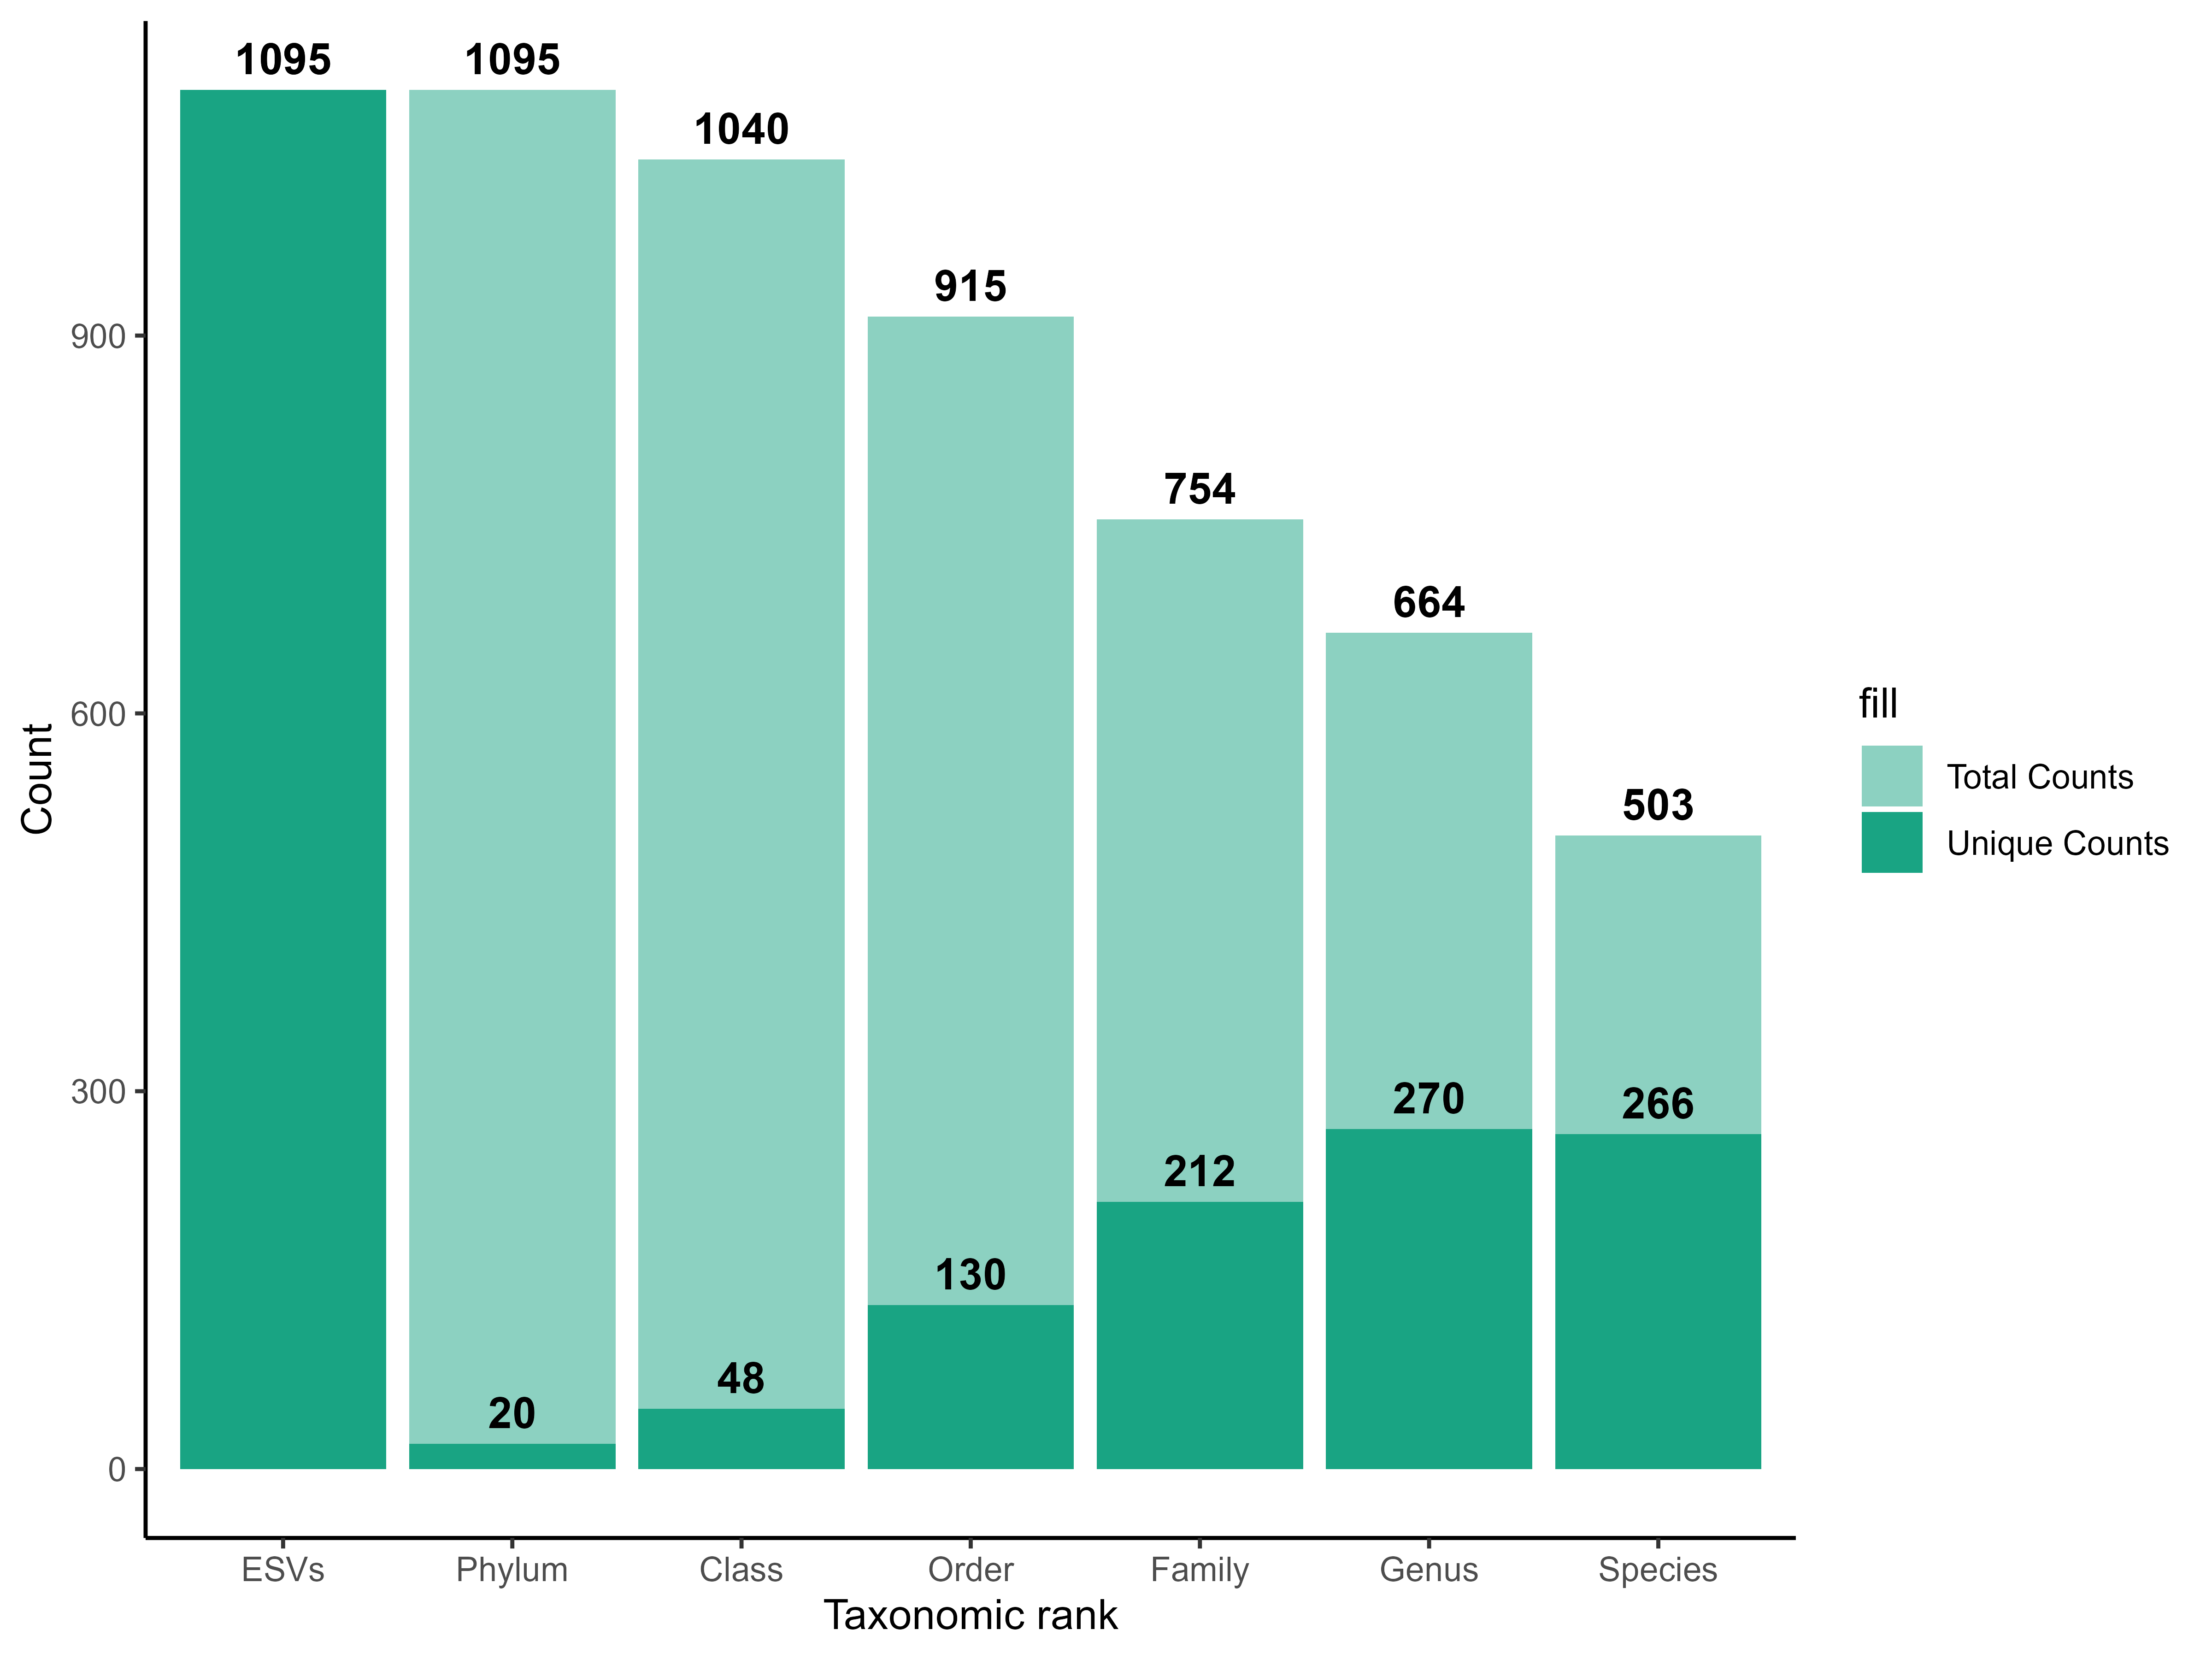 1095
1095
1040
915
754
664
503
270
266
212
130
48
20
900
600
300
0
Count
ESVs Phylum Class Order Family Genus Species
Taxonomic rank
fill
Total Counts
Unique Counts